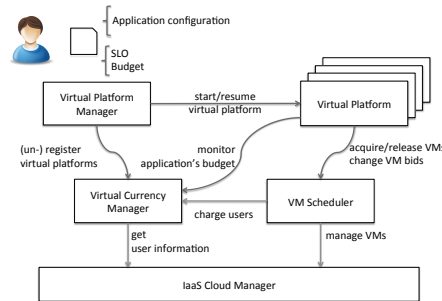 Application configuration
SLO
Budget
Virtual Platform
Manager
start/resume
virtual platform
Virtual Platform
(un-) register
virtual platforms
monitor
application's budget
acquire/release VMs
change VM bids
Virtual Currency
Manager
charge users
VM Scheduler
get
user information
manage VMs
IaaS Cloud Manager